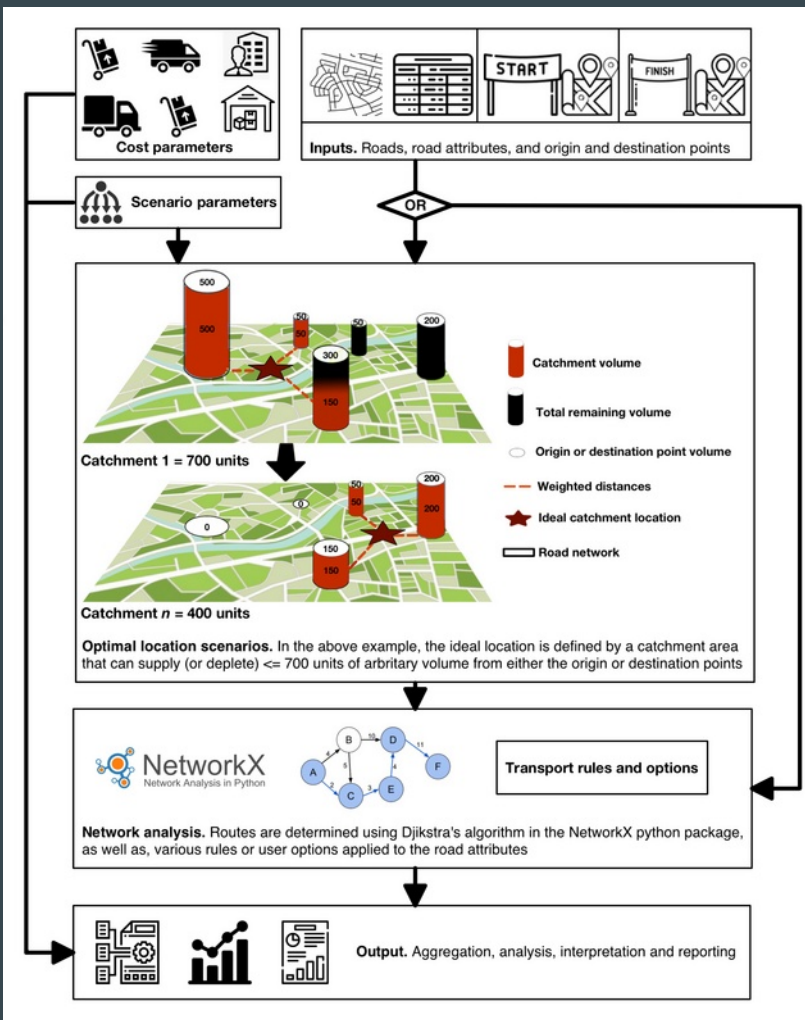 START
FINISH
Cost parameters
Inputs. Roads, road attributes, and origin and destination points
Scenario parameters
OR
500
500
50
50
50
200
300
150
Catchment volume
Total remaining volume
Origin or destination point volume
Weighted distances
Ideal catchment location
Road network
Catchment 1 = 700 units
0
0
50
50
200
200
150
150
Catchment n = 400 units
Optimal location scenarios. In the above example, the ideal location is defined by a catchment area
that can supply (or deplete) <= 700 units of arbritary volume from either the origin or destination points
NetworkX
Network Analysis in Python
A
B
C
D
E
F
4
10
5
2
3
4
11
Transport rules and options
Network analysis. Routes are determined using Djikstra's algorithm in the NetworkX python package,
as well as, various rules or user options applied to the road attributes
Output. Aggregation, analysis, interpretation and reporting